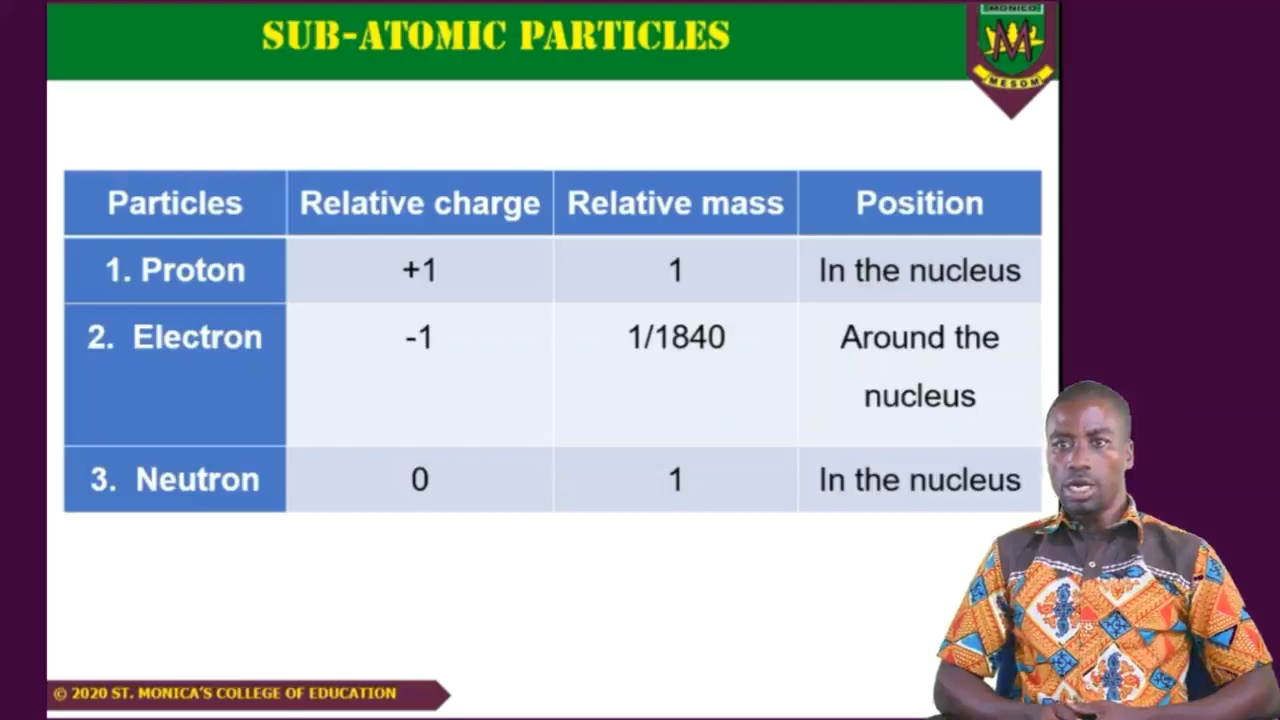 SUB-ATOMIC PARTICLES
MONICO
M
MESOM
Particles Relative charge Relative mass Position
1. Proton +1 1 In the nucleus
2. Electron -1 1/1840 Around the
nucleus
3. Neutron 0 1 In the nucleus
© 2020 ST. MONICA'S COLLEGE OF EDUCATION